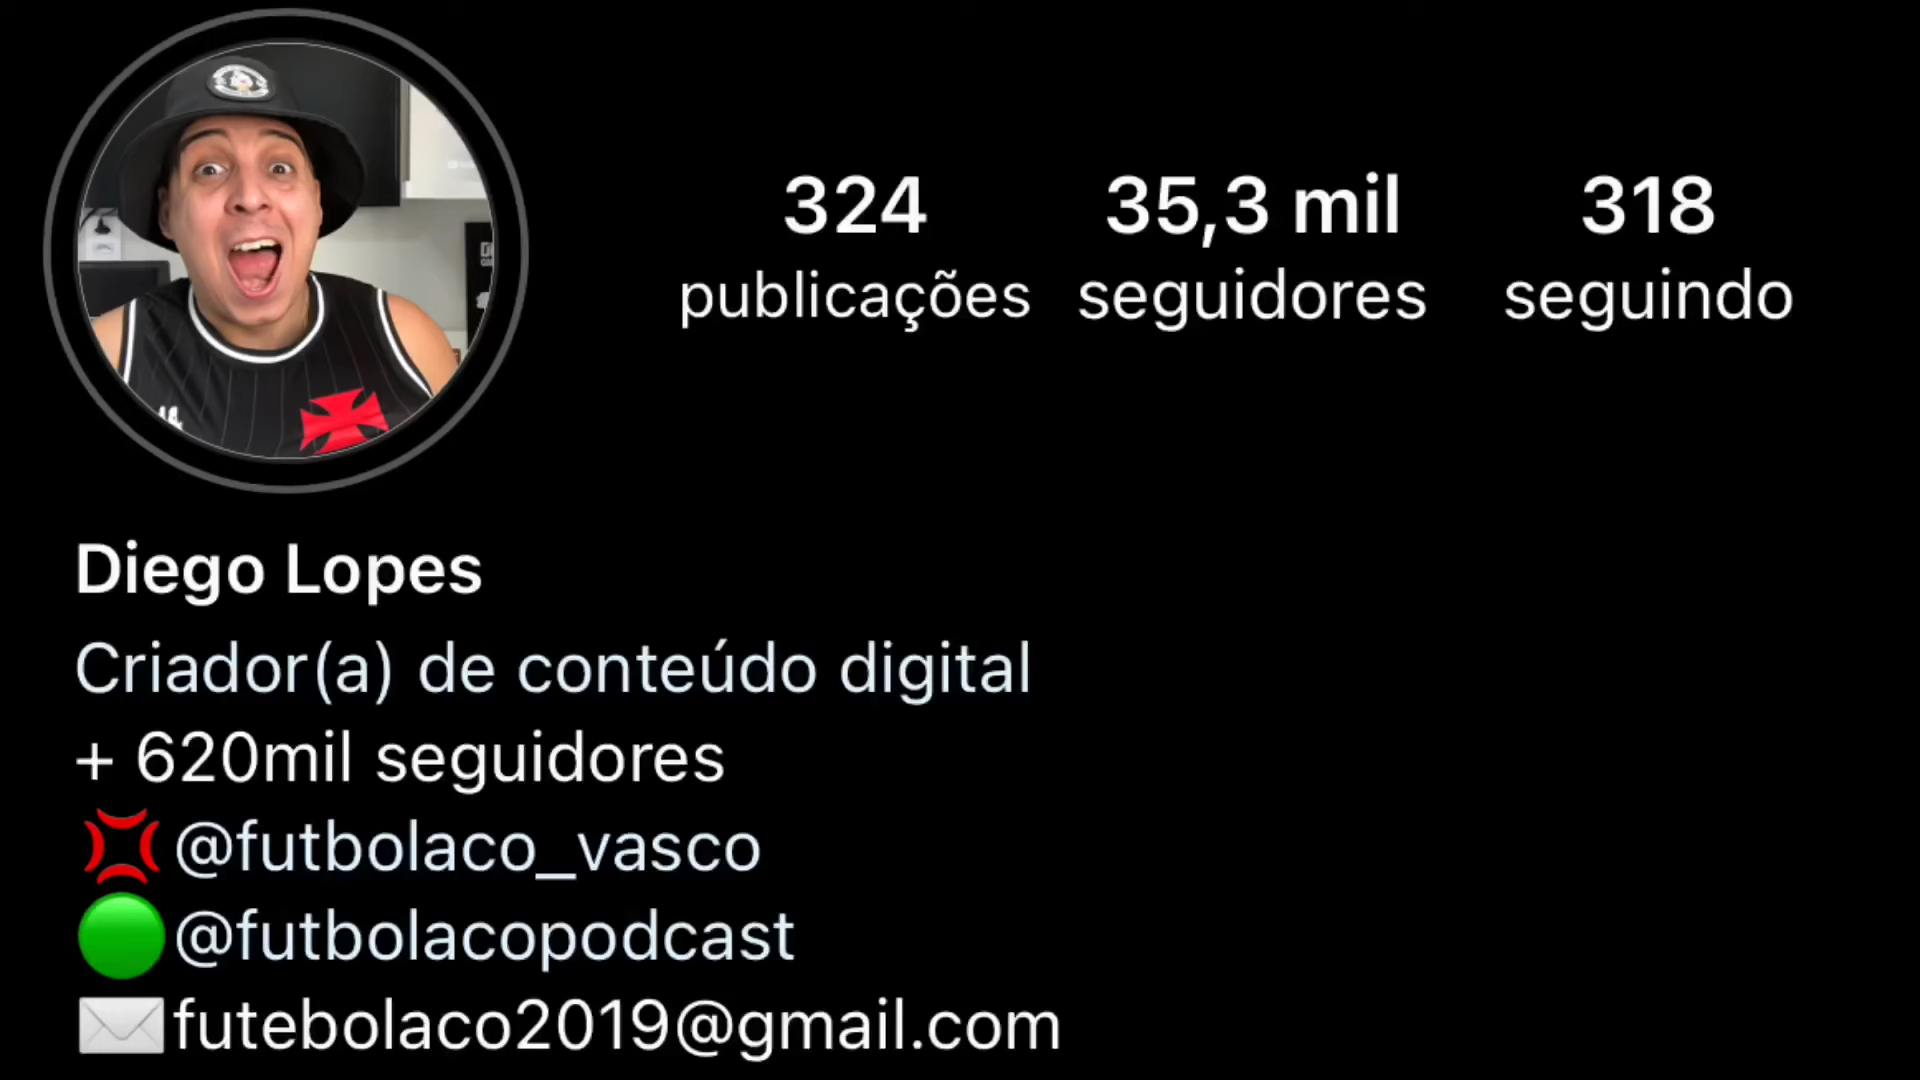 324 35,3 mil 318
publicações seguidores seguindo
Diego Lopes
Criador(a) de conteúdo digital
+ 620mil seguidores
@futbolaco_vasco
@futbolacopodcast
futebolaco2019@gmail.com